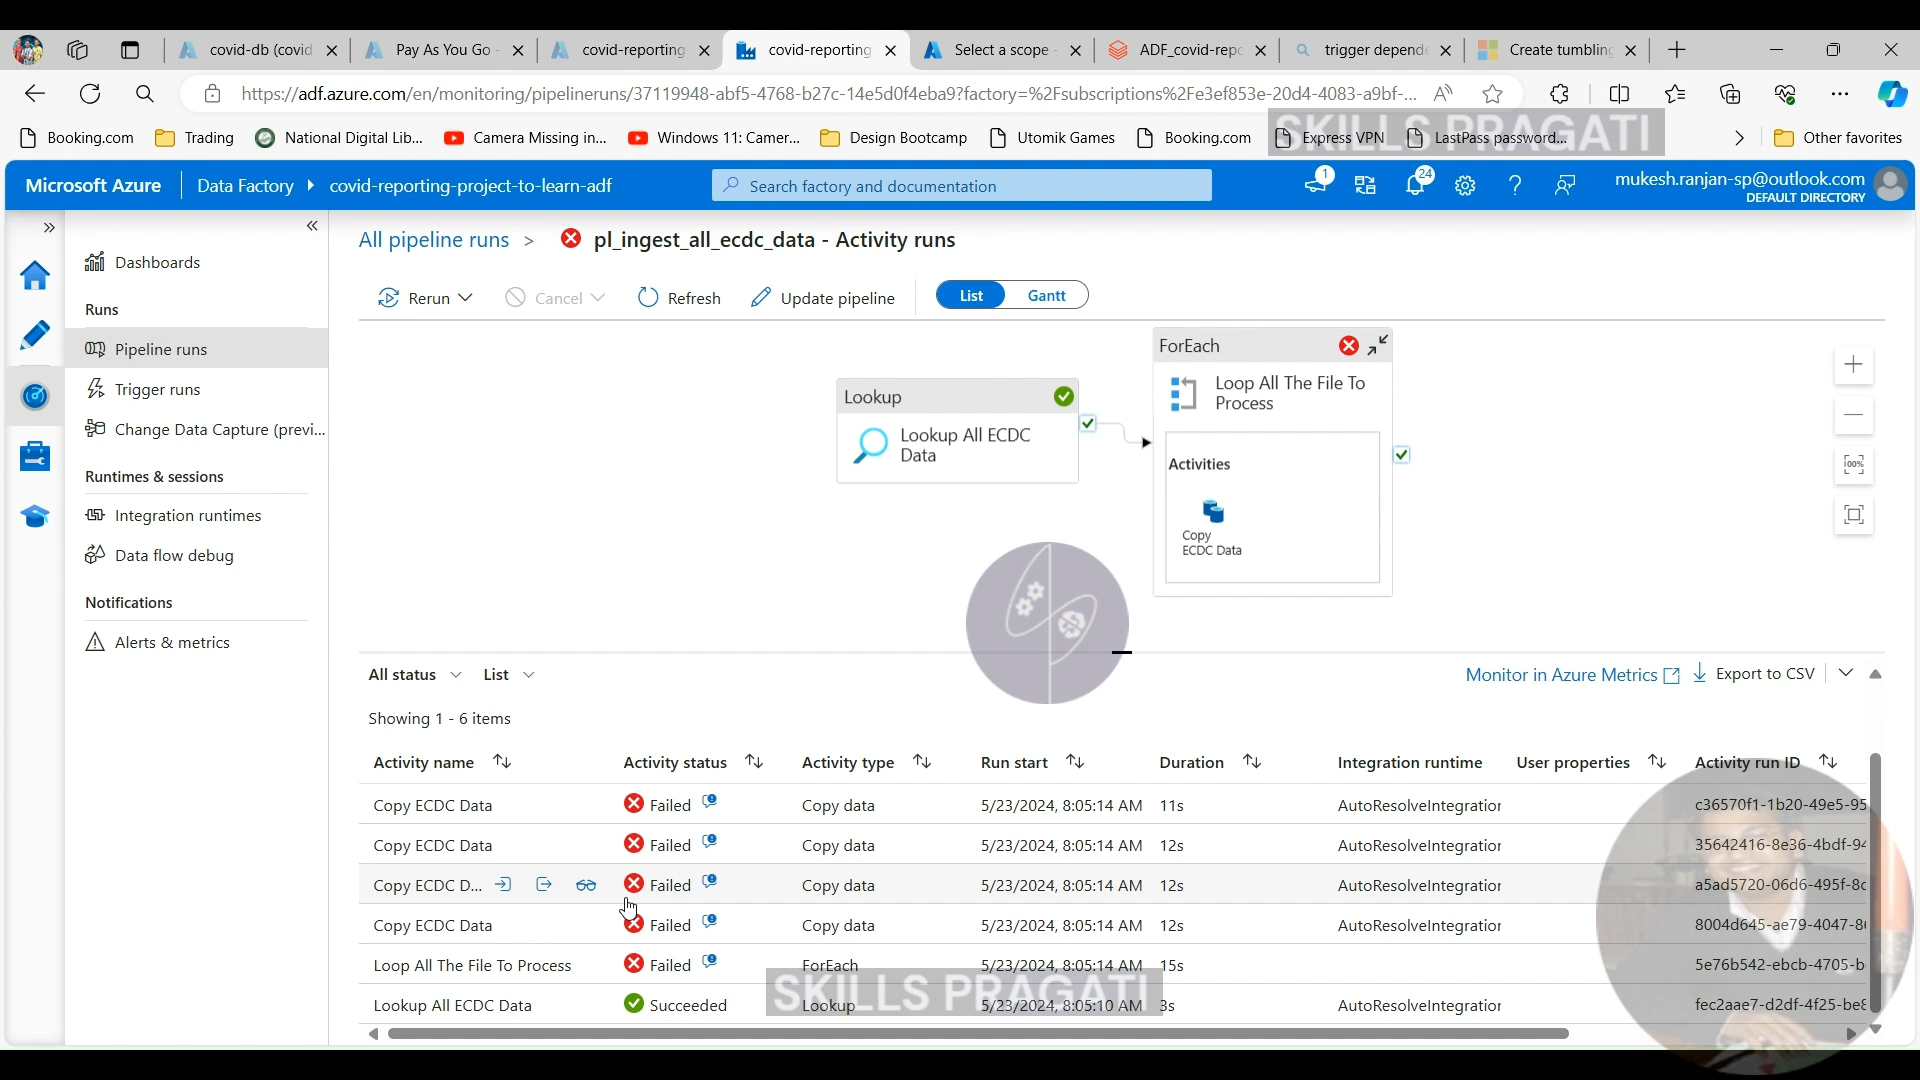 covid-db (covid
Pay As You Go -
covid-reporting
covid-reporting
Select a scope -
ADF_covid-repo
trigger depende
Create tumbling
https://adf.azure.com/en/monitoring/pipelineruns/37119948-abf5-4768-b27c-14e5d0f4eba9?factory=%2Fsubscriptions%2Fe3ef853e-20d4-4083-a9bf-...
Booking.com
Trading
National Digital Lib...
Camera Missing in...
Windows 11: Camer...
Design Bootcamp
Utomik Games
Booking.com
Express VPN
LastPass password...
Other favorites
SKILLS PRAGATI
Microsoft Azure
Data Factory
covid-reporting-project-to-learn-adf
Search factory and documentation
1
24
mukesh.ranjan-sp@outlook.com
DEFAULT DIRECTORY
Dashboards
Runs
Pipeline runs
Trigger runs
Change Data Capture (previ...
Runtimes & sessions
Integration runtimes
Data flow debug
Notifications
Alerts & metrics
All pipeline runs > pl_ingest_all_ecdc_data - Activity runs
Rerun
Cancel
Refresh
Update pipeline
List
Gantt
Lookup
Lookup All ECDC
Data
ForEach
Loop All The File To
Process
Activities
Copy
ECDC Data
100%
All status
List
Monitor in Azure Metrics
Export to CSV
Showing 1 - 6 items
Activity name Activity status Activity type Run start Duration Integration runtime User properties Activity run ID
Copy ECDC Data Failed Copy data 5/23/2024, 8:05:14 AM 11s AutoResolveIntegration c36570f1-1b20-49e5-95
Copy ECDC Data Failed Copy data 5/23/2024, 8:05:14 AM 12s AutoResolveIntegration 35642416-8e36-4bdf-94
Copy ECDC D... Failed Copy data 5/23/2024, 8:05:14 AM 12s AutoResolveIntegration a5ad5720-06d6-495f-8c
Copy ECDC Data Failed Copy data 5/23/2024, 8:05:14 AM 12s AutoResolveIntegration 8004d645-ae79-4047-8
Loop All The File To Process Failed ForEach 5/23/2024, 8:05:14 AM 15s 5e76b542-ebcb-4705-b
Lookup All ECDC Data Succeeded Lookup 5/23/2024, 8:05:10 AM 3s AutoResolveIntegration fec2aae7-d2df-4f25-be8
SKILLS PRAGATI